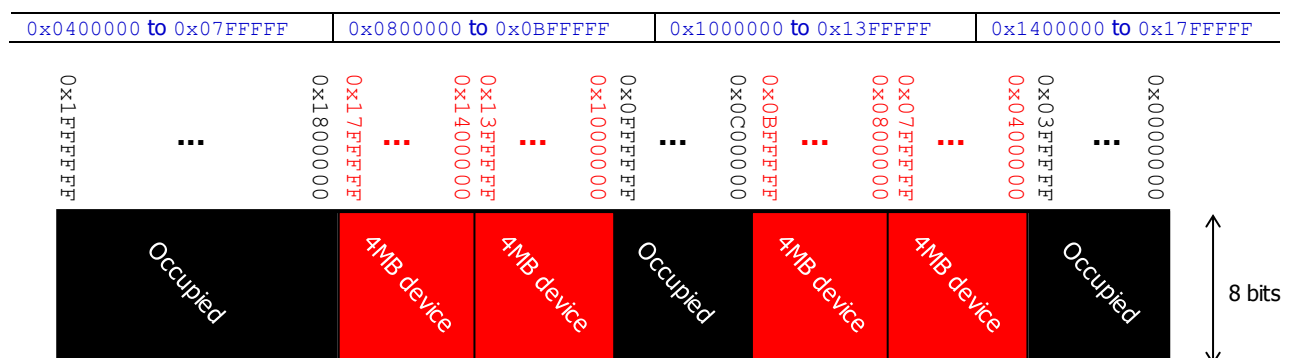 0x0400000 to 0x07FFFFF 0x0800000 to 0x0BFFFFF 0x1000000 to 0x13FFFFF 0x1400000 to 0x17FFFFF
0x1FFFFFF
...
0x1800000
0x17FFFFF
...
0x1400000
0x13FFFFF
...
0x1000000
0x0FFFFFF
...
0x0C00000
0x0BFFFFF
...
0x0800000
0x07FFFFF
...
0x0400000
0x03FFFFF
...
0x0000000
Occupied
4MB device
4MB device
Occupied
4MB device
4MB device
Occupied
8 bits